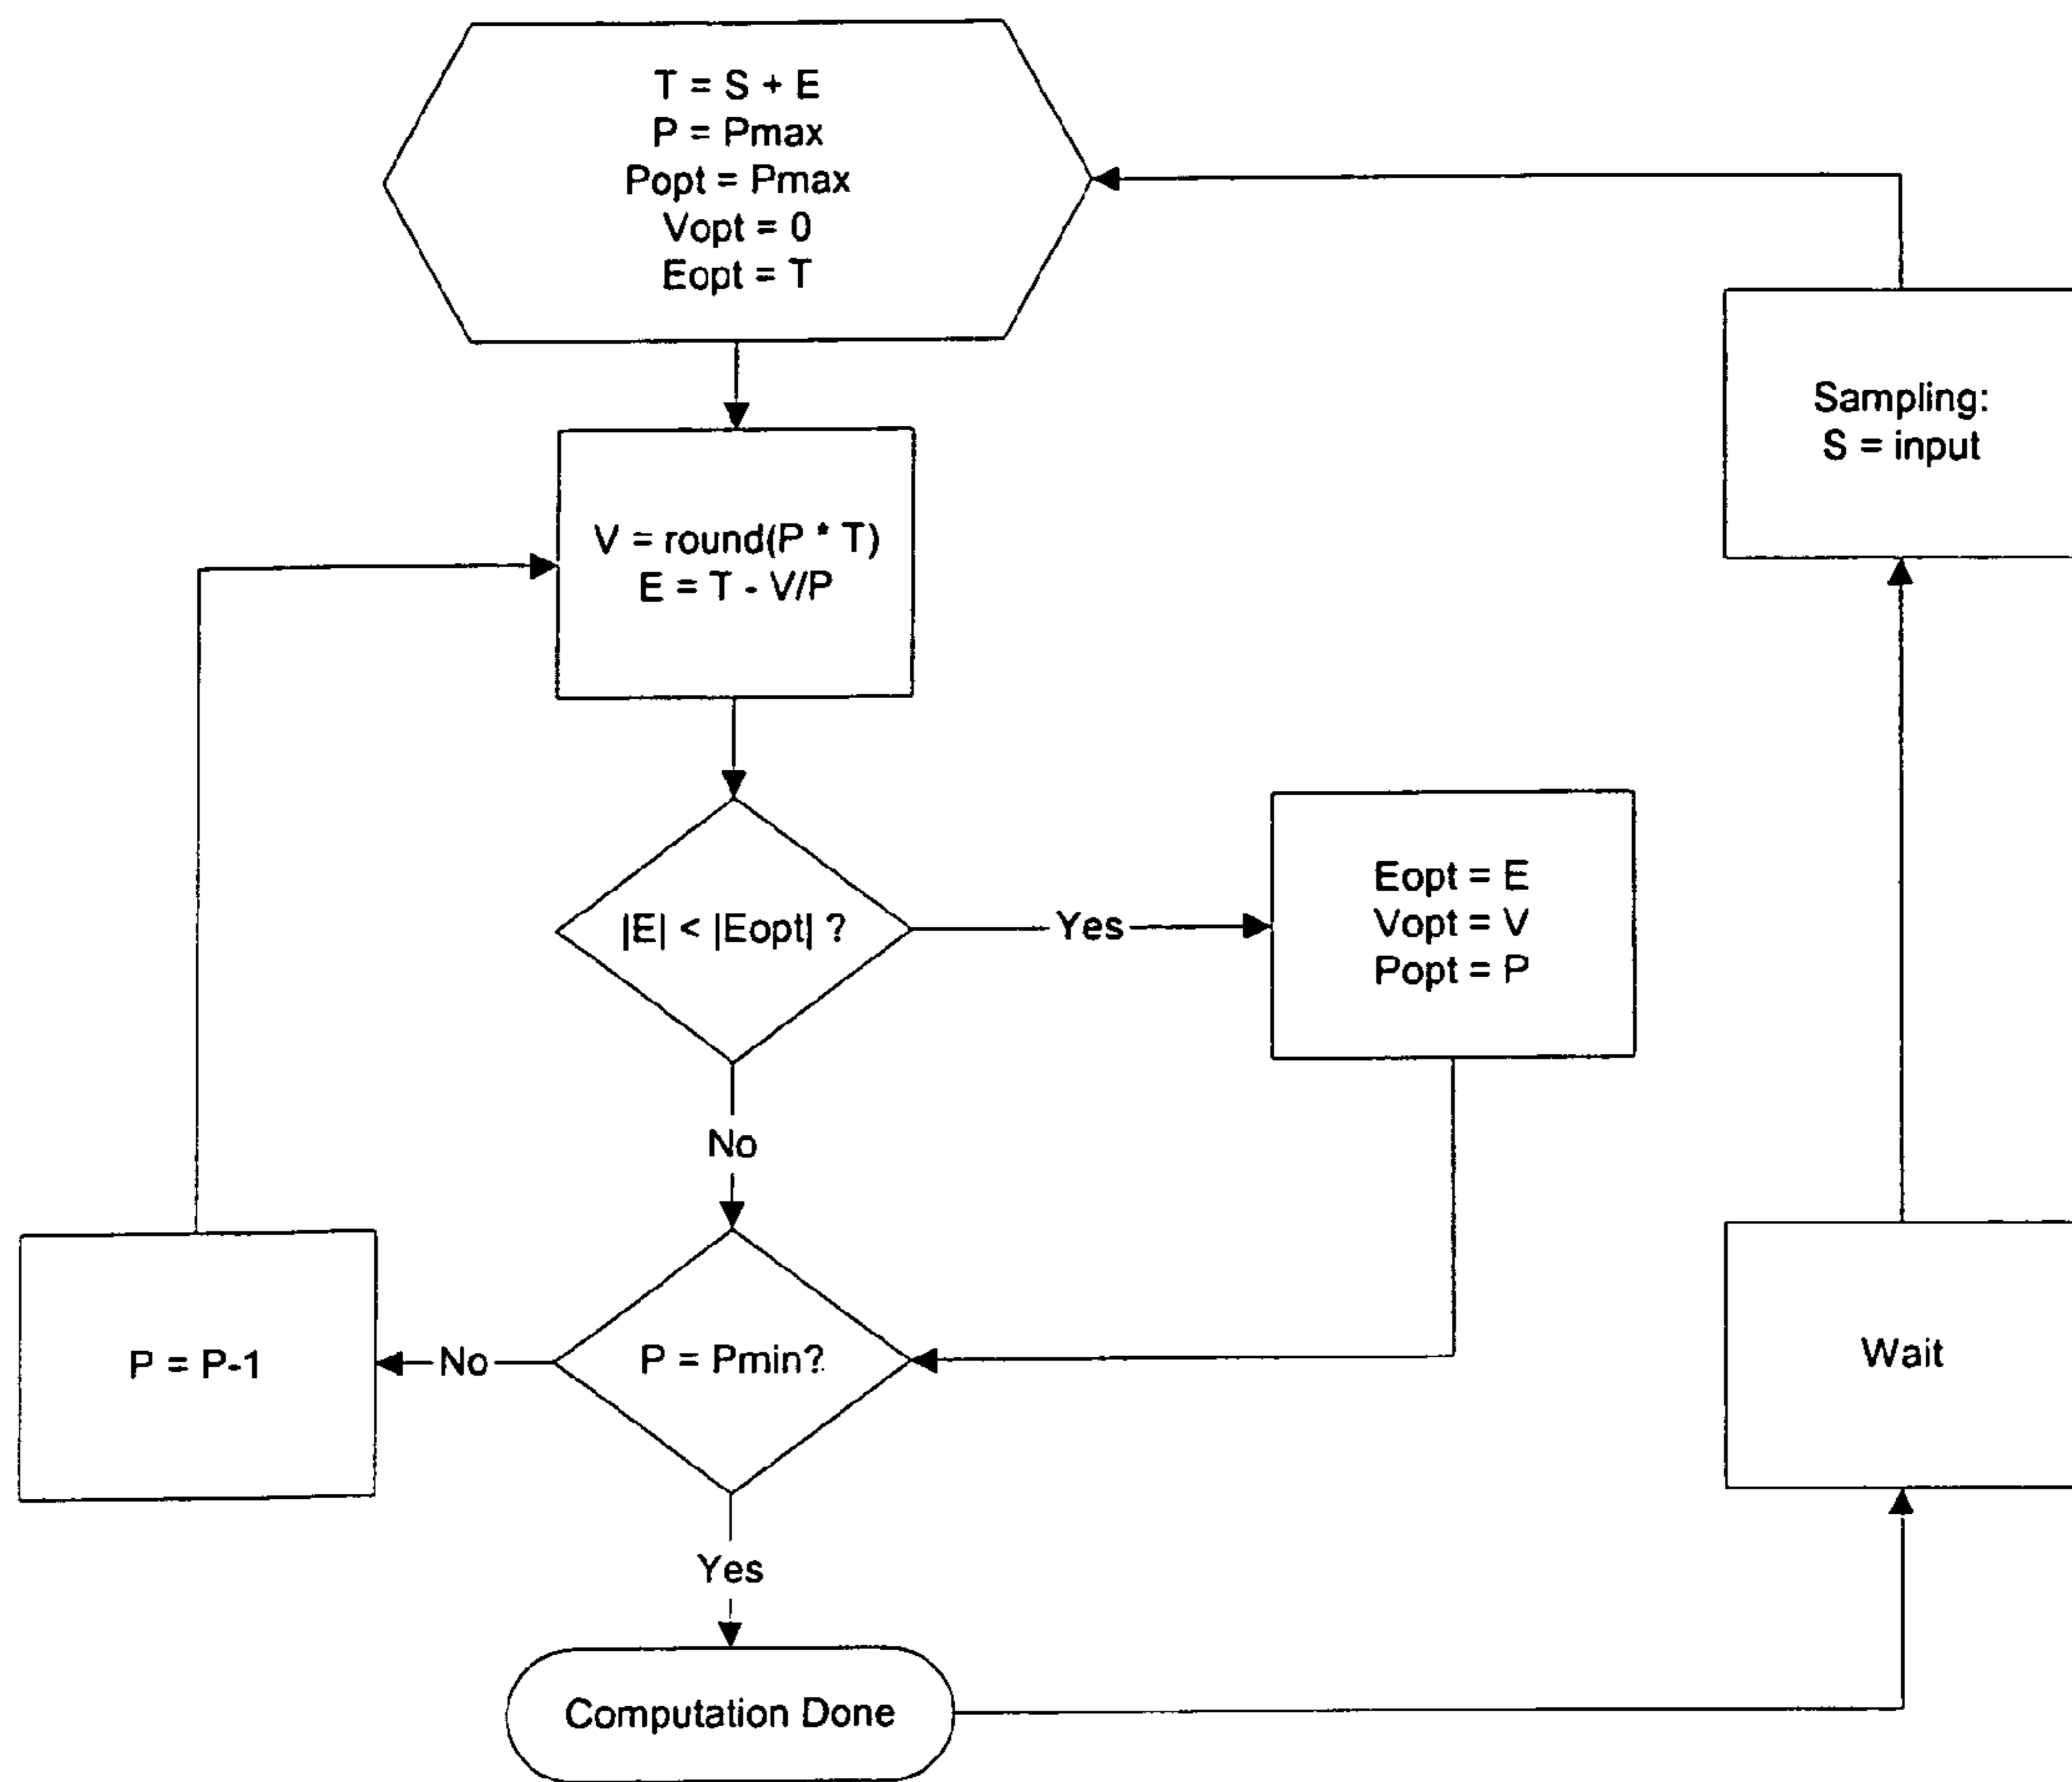 T = S + E
P = Pmax
Popt = Pmax
Vopt = 0
Eopt = T
Sampling:
S = input
V = round(P * T)
E = T - V/P
|E| < |Eopt| ?
Yes
Eopt = E
Vopt = V
Popt = P
No
P = P-1
No
P = Pmin?
Wait
Yes
Computation Done